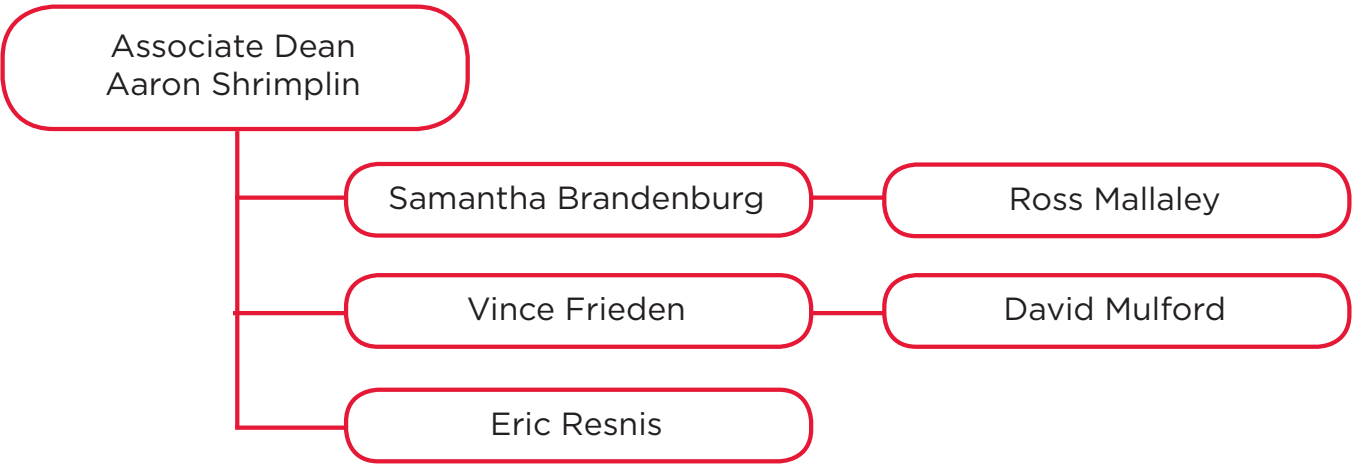 Associate Dean
Aaron Shrimplin
Samantha Brandenburg
Ross Mallaley
Vince Frieden
David Mulford
Eric Resnis